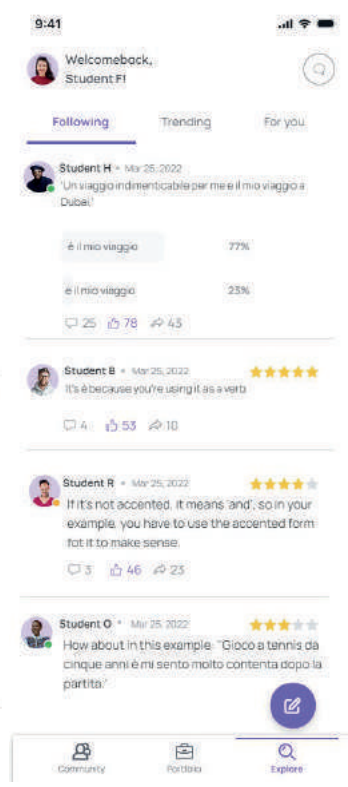 9:41
Welcomeback,
Student F!
Following Trending For you
Student H • Mar 25, 2022
'Un viaggio indimenticabile per me e il mio viaggio a
Dubai.'
è il mio viaggio 77%
e il mio viaggio 23%
25 78 43
Student B • Mar 25, 2022
It's è because you're using it as a verb
4 53 10
Student R • Mar 25, 2022
If it's not accented, it means 'and', so in your
example, you have to use the accented form
fot it to make sense.
3 46 23
Student O • Mar 25, 2022
How about in this example: "Gioco a tennis da
cinque anni è mi sento molto contenta dopo la
partita.'
Community Portfolio Explore